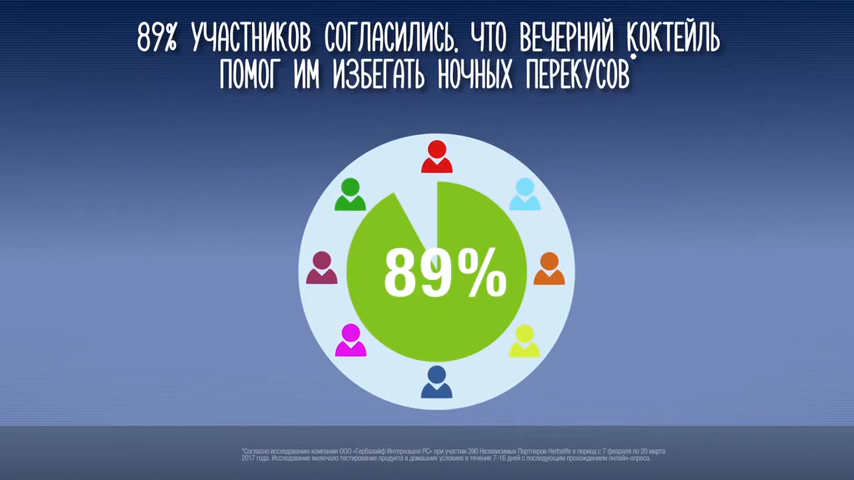 89% УЧАСТНИКОВ СОГЛАСИЛИСЬ, ЧТО ВЕЧЕРНИЙ КОКТЕЙЛЬ
ПОМОГ ИМ ИЗБЕГАТЬ НОЧНЫХ ПЕРЕКУСОВ*
89%
*Согласно исследованию компании ООО «Гербалайф Интернэшнл РС» при участии 390 Независимых Партнеров Herbalife в период с 7 февраля по 20 марта
2017 года. Исследование включало тестирование продукта в домашних условиях в течение 7-16 дней с последующим прохождением онлайн-опроса.